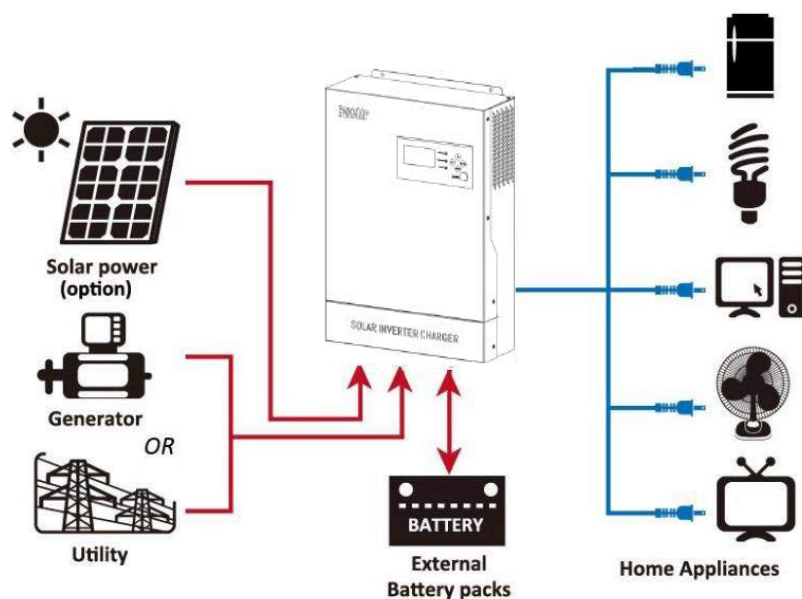 Solar power
(option)
Generator
OR
Utility
SOLAR INVERTER CHARGER
BATTERY
External
Battery packs
Home Appliances